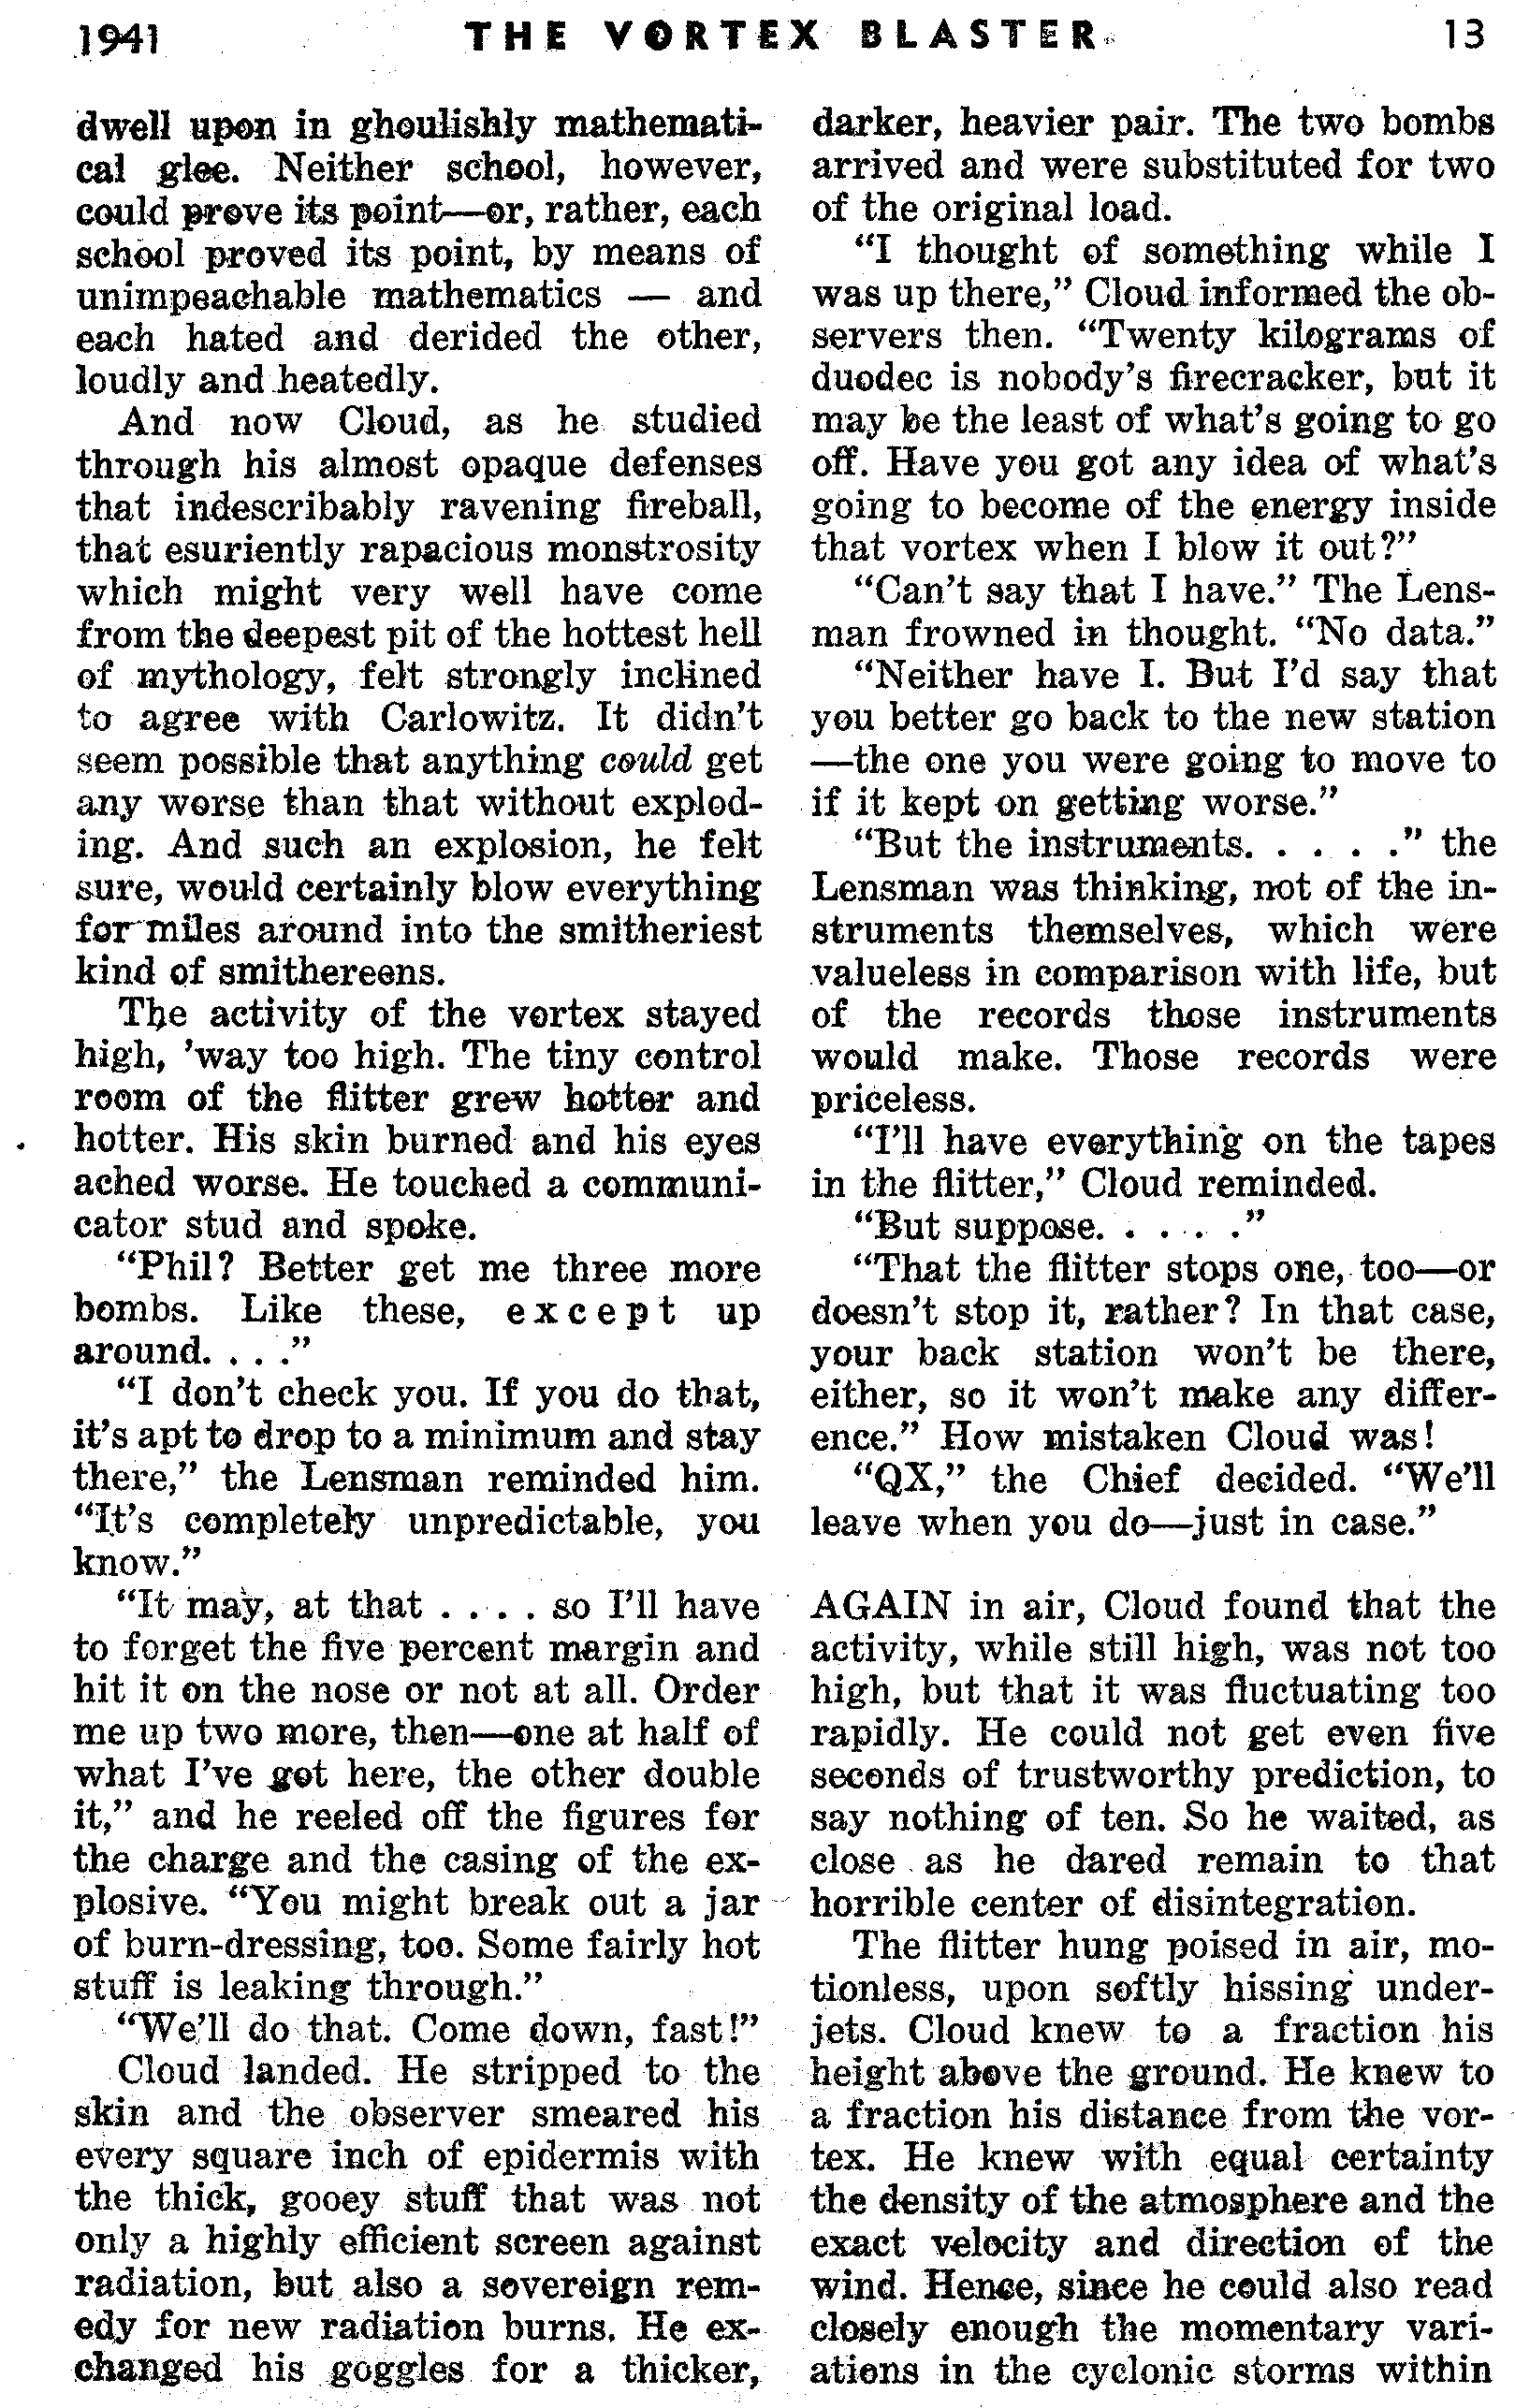 1941 THE VORTEX BLASTER 13
dwell upon in ghoulishly mathemati-
cal glee. Neither school, however,
could prove its point—or, rather, each
school proved its point, by means of
unimpeachable mathematics — and
each hated and derided the other,
loudly and heatedly.
And now Cloud, as he studied
through his almost opaque defenses
that indescribably ravening fireball,
that esuriently rapacious monstrosity
which might very well have come
from the deepest pit of the hottest hell
of mythology, felt strongly inclined
to agree with Carlowitz. It didn't
seem possible that anything could get
any worse than that without explod-
ing. And such an explosion, he felt
sure, would certainly blow everything
for miles around into the smitheriest
kind of smithereens.
The activity of the vortex stayed
high, 'way too high. The tiny control
room of the flitter grew hotter and
hotter. His skin burned and his eyes
ached worse. He touched a communi-
cator stud and spoke.
"Phil? Better get me three more
bombs. Like these, except up
around. . . ."
"I don't check you. If you do that,
it's apt to drop to a minimum and stay
there," the Lensman reminded him.
"It's completely unpredictable, you
know."
"It may, at that . . . . so I'll have
to forget the five percent margin and
hit it on the nose or not at all. Order
me up two more, then—one at half of
what I've got here, the other double
it," and he reeled off the figures for
the charge and the casing of the ex-
plosive. "You might break out a jar
of burn-dressing, too. Some fairly hot
stuff is leaking through."
"We'll do that. Come down, fast!"
Cloud landed. He stripped to the
skin and the observer smeared his
every square inch of epidermis with
the thick, gooey stuff that was not
only a highly efficient screen against
radiation, but also a sovereign rem-
edy for new radiation burns. He ex-
changed his goggles for a thicker,
darker, heavier pair. The two bombs
arrived and were substituted for two
of the original load.
"I thought of something while I
was up there," Cloud informed the ob-
servers then. "Twenty kilograms of
duodec is nobody's firecracker, but it
may be the least of what's going to go
off. Have you got any idea of what's
going to become of the energy inside
that vortex when I blow it out?"
"Can't say that I have." The Lens-
man frowned in thought. "No data."
"Neither have I. But I'd say that
you better go back to the new station
—the one you were going to move to
if it kept on getting worse."
"But the instruments. . . . ." the
Lensman was thinking, not of the in-
struments themselves, which were
valueless in comparison with life, but
of the records those instruments
would make. Those records were
priceless.
"I'll have everything on the tapes
in the flitter," Cloud reminded.
"But suppose. . . . ."
"That the flitter stops one, too—or
doesn't stop it, rather? In that case,
your back station won't be there,
either, so it won't make any differ-
ence." How mistaken Cloud was!
"QX," the Chief decided. "We'll
leave when you do—just in case."
AGAIN in air, Cloud found that the
activity, while still high, was not too
high, but that it was fluctuating too
rapidly. He could not get even five
seconds of trustworthy prediction, to
say nothing of ten. So he waited, as
close as he dared remain to that
horrible center of disintegration.
The flitter hung poised in air, mo-
tionless, upon softly hissing under-
jets. Cloud knew to a fraction his
height above the ground. He knew to
a fraction his distance from the vor-
tex. He knew with equal certainty
the density of the atmosphere and the
exact velocity and direction of the
wind. Hence, since he could also read
closely enough the momentary vari-
ations in the cyclonic storms within